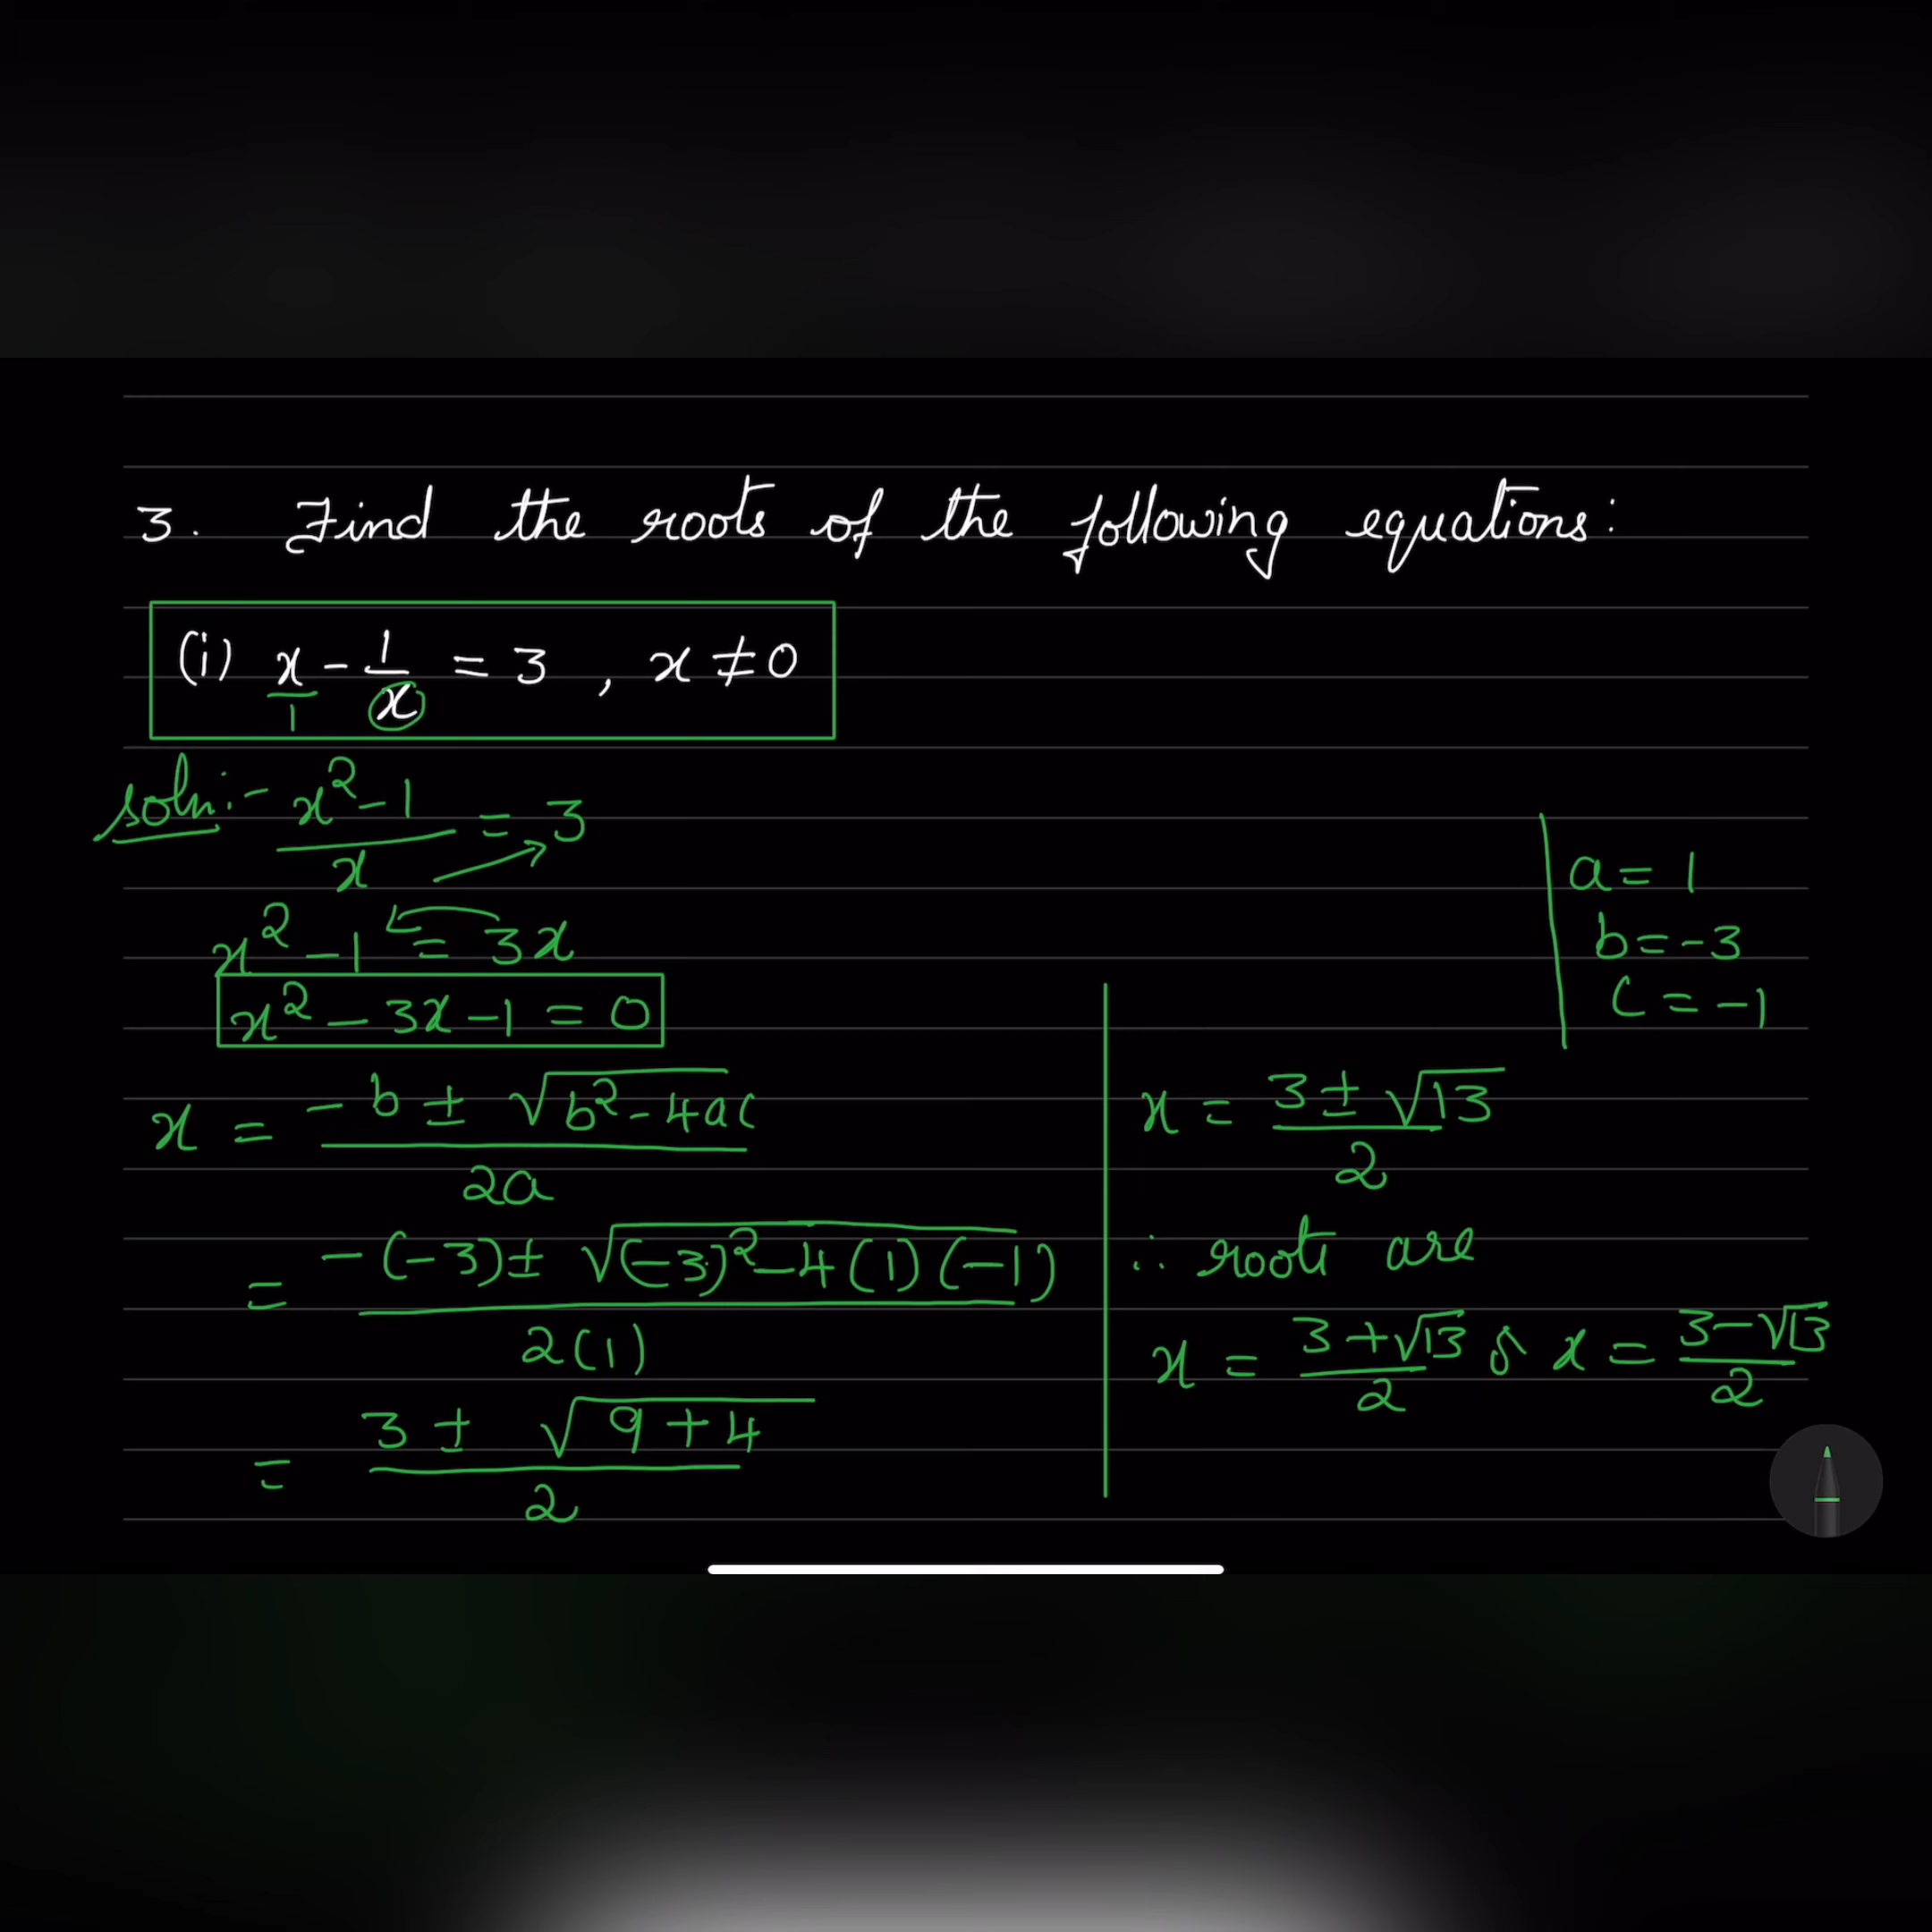 3. Find the roots of the following equations:
(i) x/1 - 1/x = 3 , x ≠ 0
soln:- (x² - 1)/x = 3
x² - 1 = 3x
x² - 3x - 1 = 0
a = 1
b = -3
c = -1
x = (-b ± √(b² - 4ac))/2a
= (-(-3) ± √((-3)² - 4(1)(-1)))/2(1)
= (3 ± √(9 + 4))/2
x = (3 ± √13)/2
∴ roots are
x = (3 + √13)/2 & x = (3 - √13)/2